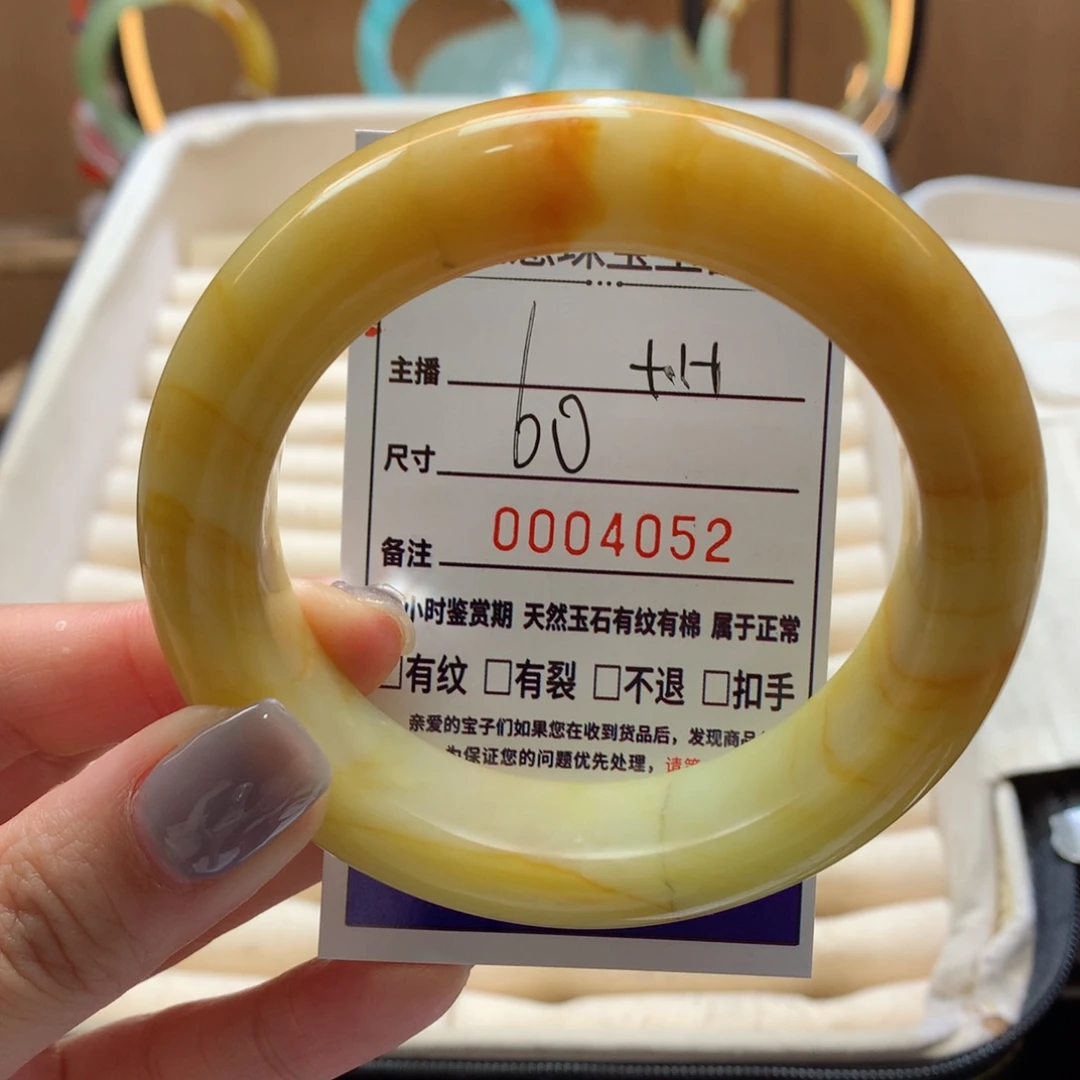 珠宝
主播
尺寸 60
备注 0004052
小时鉴赏期 天然玉石有纹有棉 属于正常
□有纹 □有裂 □不退 □扣手
亲爱的宝子们如果您在收到货品后，发现商品
为保证您的问题优先处理，请